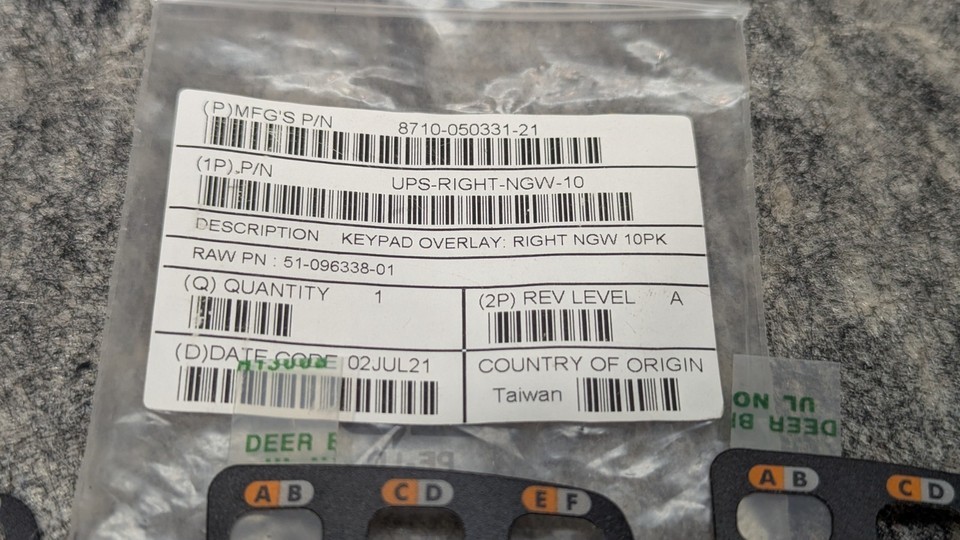 (P)MFG'S P/N 8710-050331-21
(1P) P/N UPS-RIGHT-NGW-10
DESCRIPTION KEYPAD OVERLAY: RIGHT NGW 10PK
RAW PN : 51-096338-01
(Q) QUANTITY 1
(2P) REV LEVEL A
(D)DATE CODE 02JUL21
COUNTRY OF ORIGIN
Taiwan
DEER
UL NO
DEER
A B
C D
E F
A B
C D